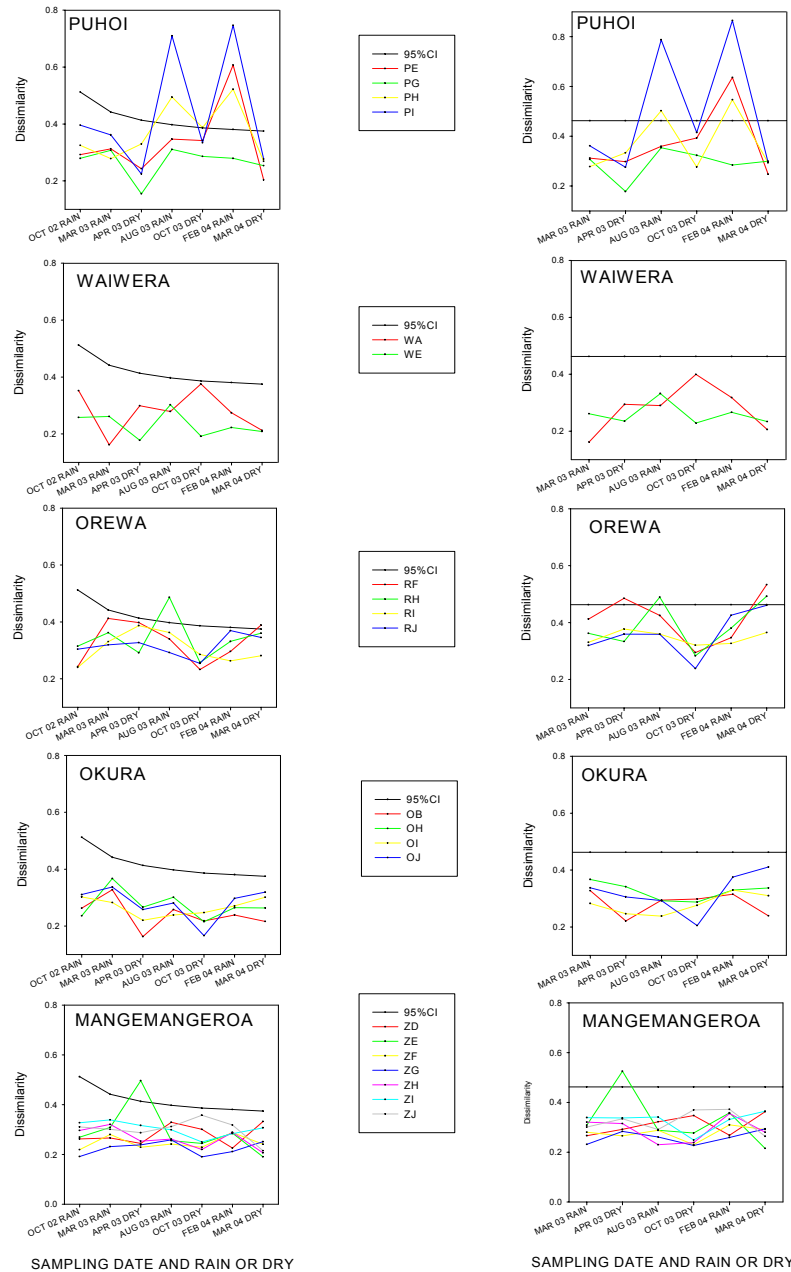 PUHOI
0.8
0.6
0.4
0.2
Dissimilarity
OCT 02 RAIN
MAR 03 RAIN
APR 03 DRY
AUG 03 RAIN
OCT 03 DRY
FEB 04 RAIN
MAR 04 DRY
95%CI
PE
PG
PH
PI
PUHOI
0.8
0.6
0.4
0.2
Dissimilarity
MAR 03 RAIN
APR 03 DRY
AUG 03 RAIN
OCT 03 DRY
FEB 04 RAIN
MAR 04 DRY
WAIWERA
0.8
0.6
0.4
0.2
Dissimilarity
OCT 02 RAIN
MAR 03 RAIN
APR 03 DRY
AUG 03 RAIN
OCT 03 DRY
FEB 04 RAIN
MAR 04 DRY
95%CI
WA
WE
WAIWERA
0.8
0.6
0.4
0.2
Dissimilarity
MAR 03 RAIN
APR 03 DRY
AUG 03 RAIN
OCT 03 DRY
FEB 04 RAIN
MAR 04 DRY
OREWA
0.8
0.6
0.4
0.2
Dissimilarity
OCT 02 RAIN
MAR 03 RAIN
APR 03 DRY
AUG 03 RAIN
OCT 03 DRY
FEB 04 RAIN
MAR 04 DRY
95%CI
RF
RH
RI
RJ
OREWA
0.8
0.6
0.4
0.2
Dissimilarity
MAR 03 RAIN
APR 03 DRY
AUG 03 RAIN
OCT 03 DRY
FEB 04 RAIN
MAR 04 DRY
OKURA
0.8
0.6
0.4
0.2
Dissimilarity
OCT 02 RAIN
MAR 03 RAIN
APR 03 DRY
AUG 03 RAIN
OCT 03 DRY
FEB 04 RAIN
MAR 04 DRY
95%CI
OB
OH
OI
OJ
OKURA
0.8
0.6
0.4
0.2
Dissimilarity
MAR 03 RAIN
APR 03 DRY
AUG 03 RAIN
OCT 03 DRY
FEB 04 RAIN
MAR 04 DRY
MANGEMANGEROA
0.8
0.6
0.4
0.2
0.0
Dissimilarity
OCT 02 RAIN
MAR 03 RAIN
APR 03 DRY
AUG 03 RAIN
OCT 03 DRY
FEB 04 RAIN
MAR 04 DRY
SAMPLING DATE AND RAIN OR DRY
95%CI
ZD
ZE
ZF
ZG
ZH
ZI
ZJ
MANGEMANGEROA
0.8
0.6
0.4
0.2
0.0
Dissimilarity
MAR 03 RAIN
APR 03 DRY
AUG 03 RAIN
OCT 03 DRY
FEB 04 RAIN
MAR 04 DRY
SAMPLING DATE AND RAIN OR DRY